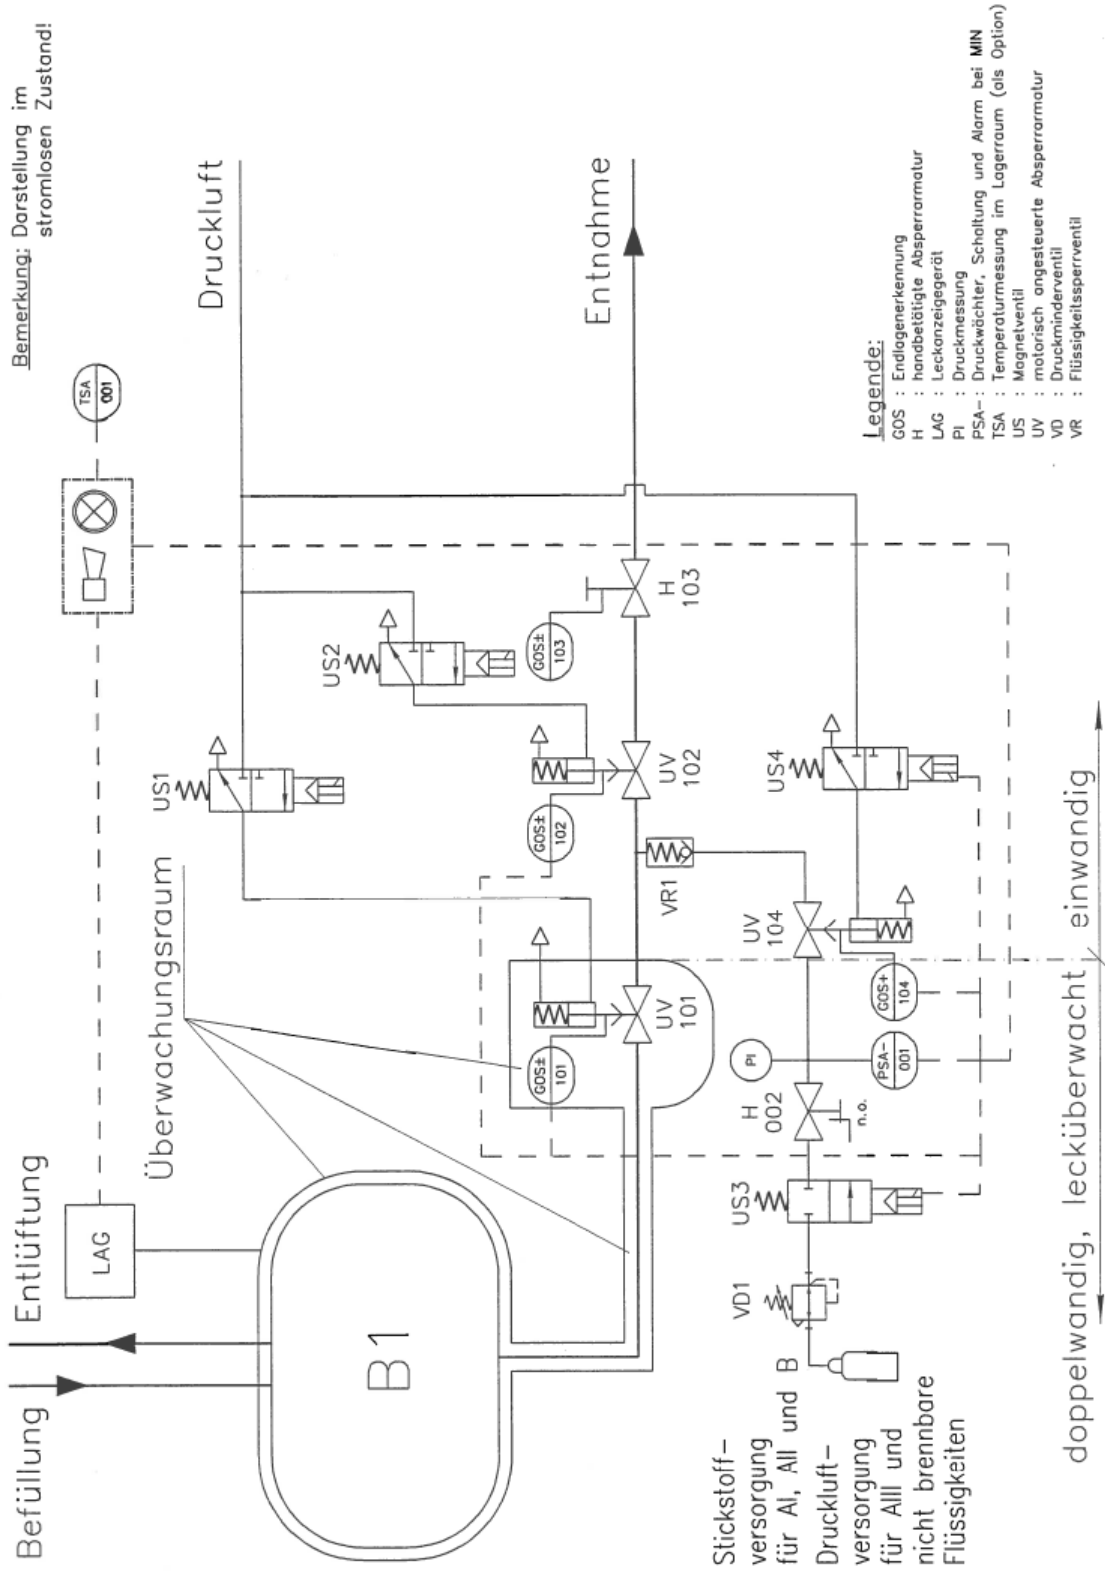 Bemerkung: Darstellung im
stromlosen Zustand!
Befüllung
Entlüftung
LAG
TSA
001
Überwachungsraum
Druckluft
US1
US2
B1
GOS±
101
UV
101
GOS±
102
UV
102
GOS±
103
H
103
Entnahme
VR1
UV
104
US4
GOS+
104
PI
PSA-
001
H
002
n.o.
US3
VD1
Stickstoff-
versorgung
für AI, AII und B
Druckluft-
versorgung
für AIII und
nicht brennbare
Flüssigkeiten
doppelwandig, lecküberwacht
einwandig
Legende:
GOS : Endlagenerkennung
H : handbetätigte Absperrarmatur
LAG : Leckanzeigegerät
PI : Druckmessung
PSA- : Druckwächter, Schaltung und Alarm bei MIN
TSA : Temperaturmessung im Lagerraum (als Option)
US : Magnetventil
UV : motorisch angesteuerte Absperrarmatur
VD : Druckminderventil
VR : Flüssigkeitssperrventil